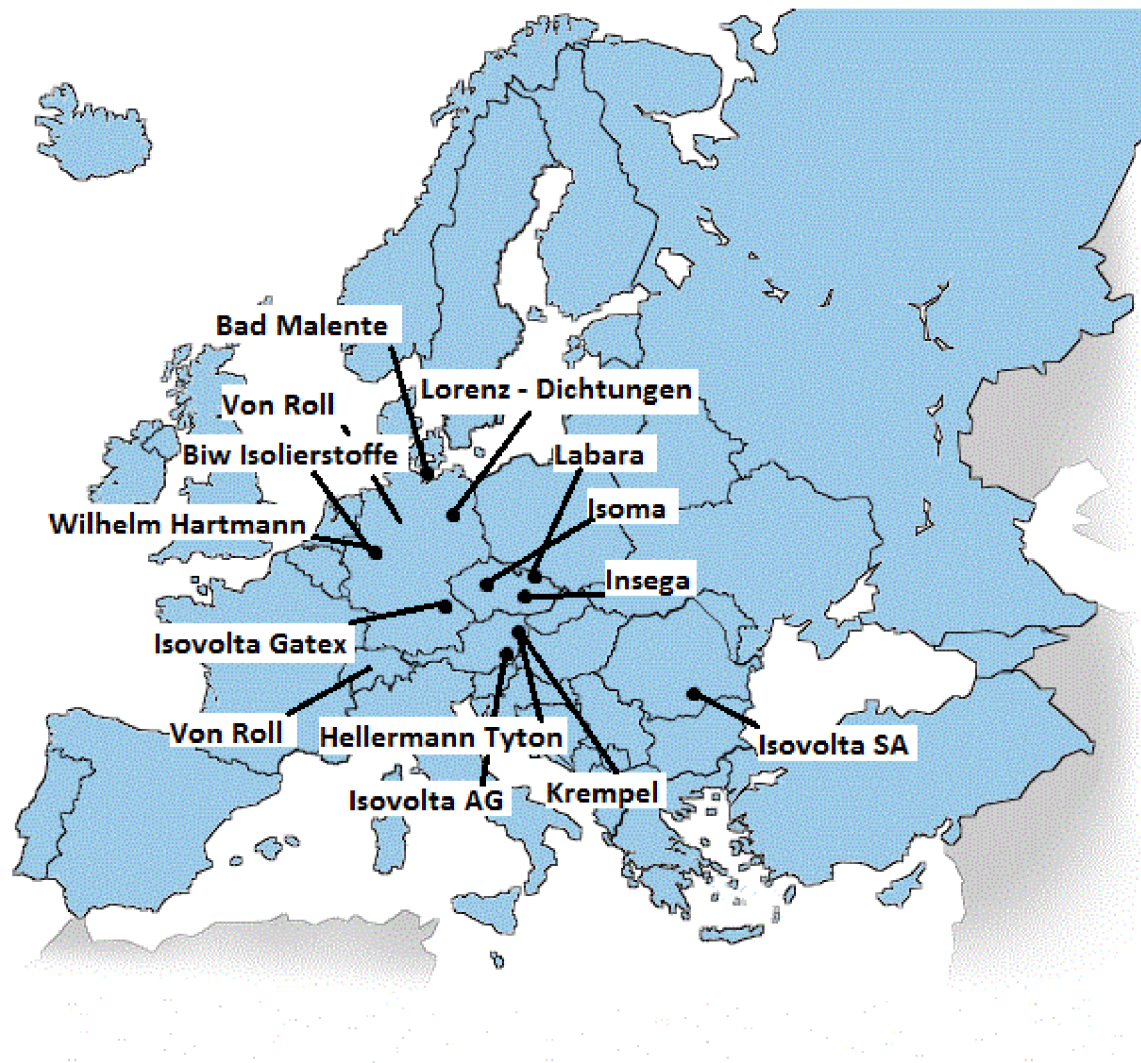 Bad Malente
Lorenz - Dichtungen
Von Roll
Biw Isolierstoffe
Labara
Isoma
Wilhelm Hartmann
Insega
Isovolta Gatex
Von Roll
Hellermann Tyton
Isovolta SA
Isovolta AG
Krempel